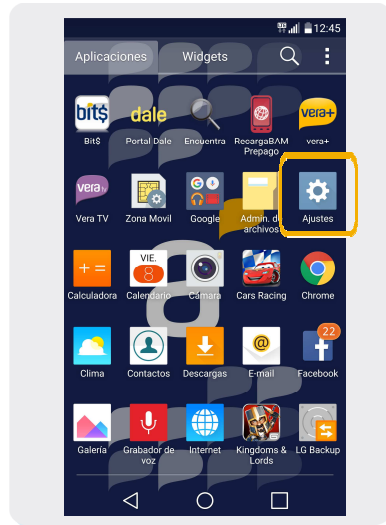 LTE 12:45
Aplicaciones Widgets
bit$ dale vera+
Bit$ Portal Dale Encuentra RecargaBAM Prepago vera+
vera tv
Vera TV Zona Movil Google Admin. de archivos Ajustes
VIE.
8
Calculadora Calendario Cámara Cars Racing Chrome
22
Clima Contactos Descargas E-mail Facebook
Galería Grabador de voz Internet Kingdoms & Lords LG Backup